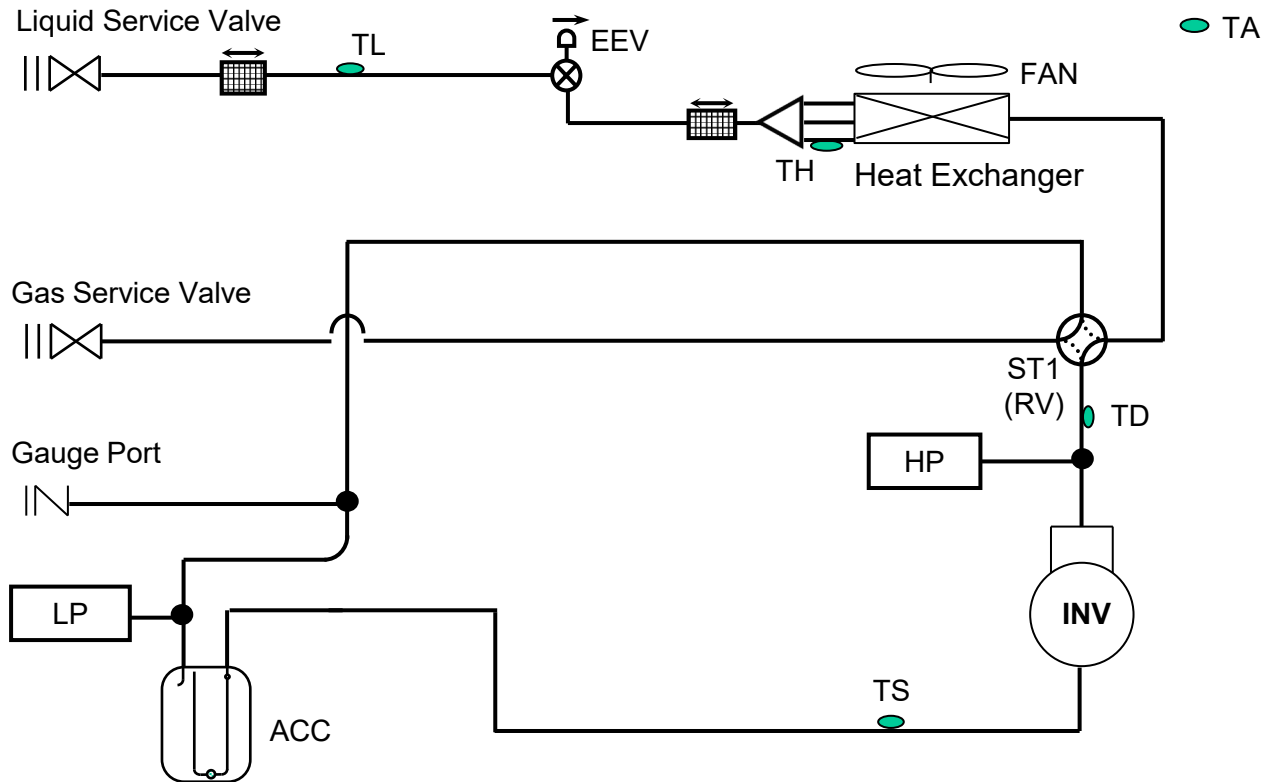 Liquid Service Valve
TL
EEV
TA
FAN
TH
Heat Exchanger
Gas Service Valve
ST1
(RV)
TD
Gauge Port
HP
LP
INV
TS
ACC